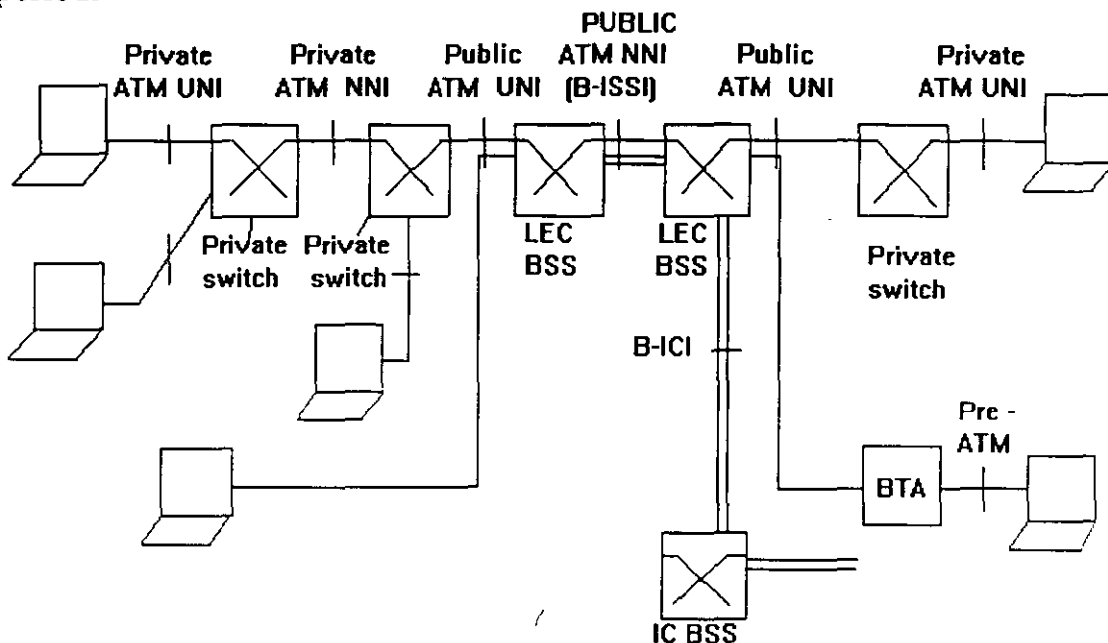 Private
ATM UNI
Private
ATM NNI
Public
ATM UNI
PUBLIC
ATM NNI
(B-ISSI)
Public
ATM UNI
Private
ATM UNI
Private
switch
Private
switch
LEC
BSS
LEC
BSS
Private
switch
B-ICI
Pre -
ATM
BTA
IC BSS